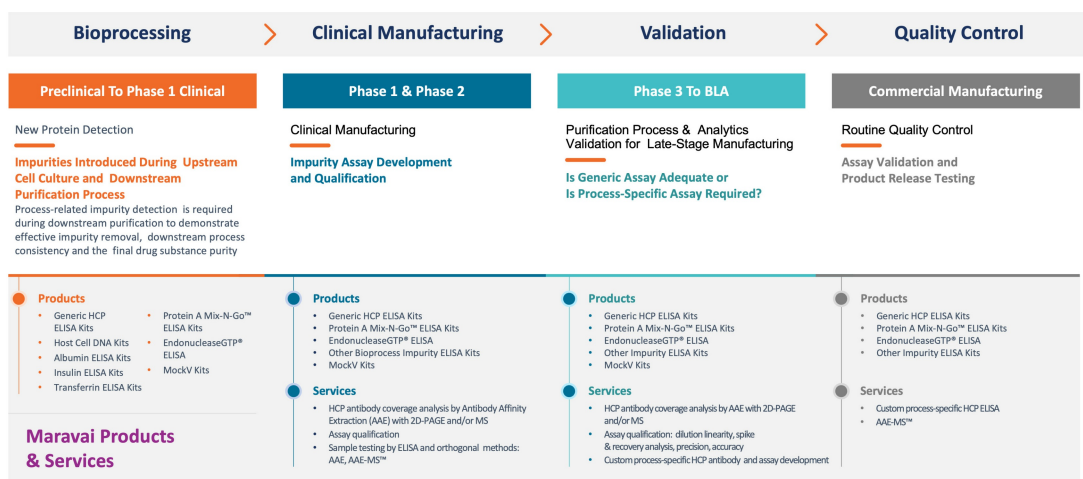 Bioprocessing
Clinical Manufacturing
Validation
Quality Control
Preclinical To Phase 1 Clinical
Phase 1 & Phase 2
Phase 3 To BLA
Commercial Manufacturing
New Protein Detection
Impurities Introduced During Upstream
Cell Culture and Downstream
Purification Process
Process-related impurity detection is required
during downstream purification to demonstrate
effective impurity removal, downstream process
consistency and the final drug substance purity
Clinical Manufacturing
Impurity Assay Development
and Qualification
Purification Process & Analytics
Validation for Late-Stage Manufacturing
Is Generic Assay Adequate or
Is Process-Specific Assay Required?
Routine Quality Control
Assay Validation and
Product Release Testing
Products
• Generic HCP
ELISA Kits
• Host Cell DNA Kits
• Albumin ELISA Kits
• Insulin ELISA Kits
• Transferrin ELISA Kits
• Protein A Mix-N-Go™
ELISA Kits
• EndonucleaseGTP®
ELISA
• MockV Kits
Maravai Products
& Services
Products
• Generic HCP ELISA Kits
• Protein A Mix-N-Go™ ELISA Kits
• EndonucleaseGTP® ELISA
• Other Bioprocess Impurity ELISA Kits
• MockV Kits
Services
• HCP antibody coverage analysis by Antibody Affinity
Extraction (AAE) with 2D-PAGE and/or MS
• Assay qualification
• Sample testing by ELISA and orthogonal methods:
AAE, AAE-MS™
Products
• Generic HCP ELISA Kits
• Protein A Mix-N-Go™ ELISA Kits
• EndonucleaseGTP® ELISA
• Other Impurity ELISA Kits
• MockV Kits
Services
• HCP antibody coverage analysis by AAE with 2D-PAGE
and/or MS
• Assay qualification: dilution linearity, spike
& recovery analysis, precision, accuracy
• Custom process-specific HCP antibody and assay development
Products
• Generic HCP ELISA Kits
• Protein A Mix-N-Go™ ELISA Kits
• EndonucleaseGTP® ELISA
• Other Impurity ELISA Kits
Services
• Custom process-specific HCP ELISA
• AAE-MS™